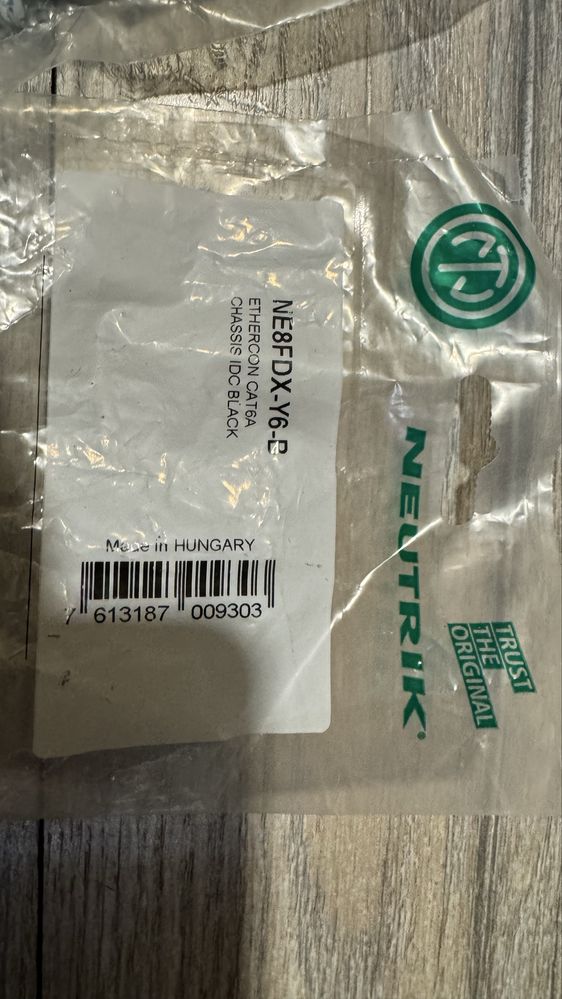 NE8FDX-Y6-B
ETHERCON CAT6A
CHASSIS IDC BLACK
Made in HUNGARY
7 613187 009303
NEUTRIK®
TRUST
THE
ORIGINAL